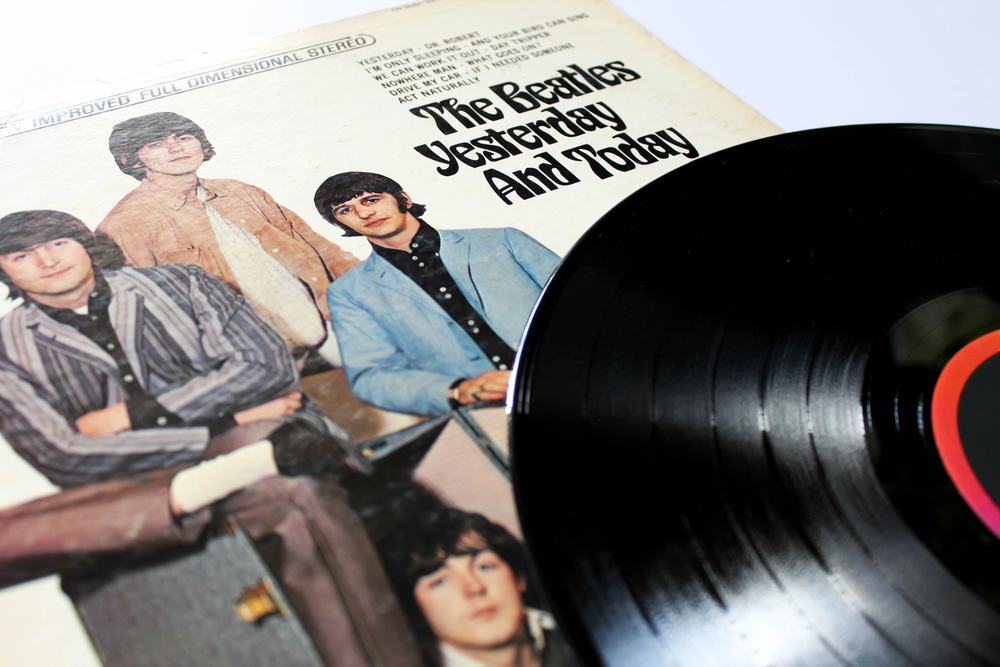 IMPROVED FULL DIMENSIONAL STEREO
YESTERDAY · DR ROBERT
I'M ONLY SLEEPING · AND YOUR BIRD CAN SING
WE CAN WORK IT OUT · DAY TRIPPER
NOWHERE MAN · WHAT GOES ON?
DRIVE MY CAR · IF I NEEDED SOMEONE
ACT NATURALLY
The Beatles
Yesterday
And Today